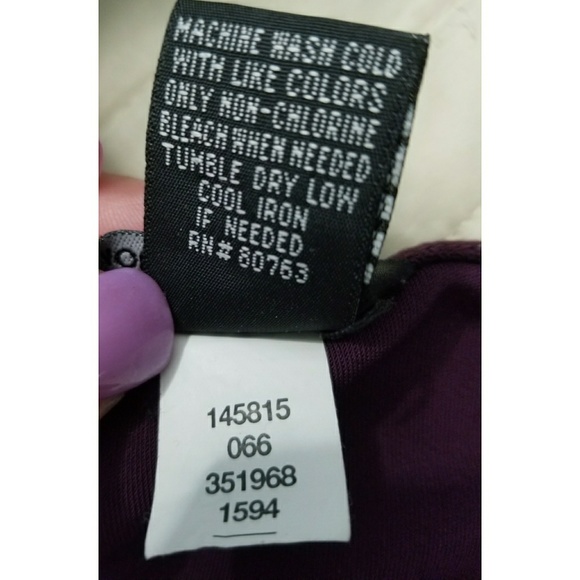 MACHINE WASH COLD
WITH LIKE COLORS
ONLY NON-CHLORINE
BLEACH WHEN NEEDED
TUMBLE DRY LOW
COOL IRON
IF NEEDED
RN# 80763
145815
066
351968
1594